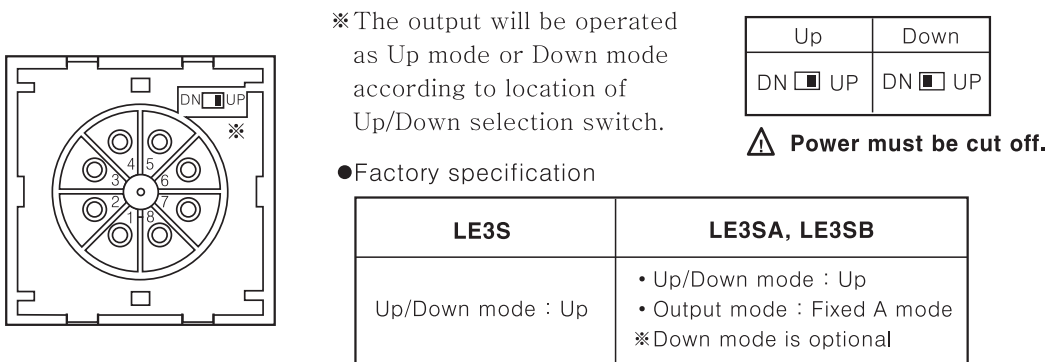 ※The output will be operated
as Up mode or Down mode
according to location of
Up/Down selection switch.
Up Down
DN UP DN UP
⚠ Power must be cut off.
DN UP
※
4 5
3 6
2 7
1 8
●Factory specification
LE3S LE3SA, LE3SB
Up/Down mode : Up
• Up/Down mode : Up
• Output mode : Fixed A mode
※Down mode is optional